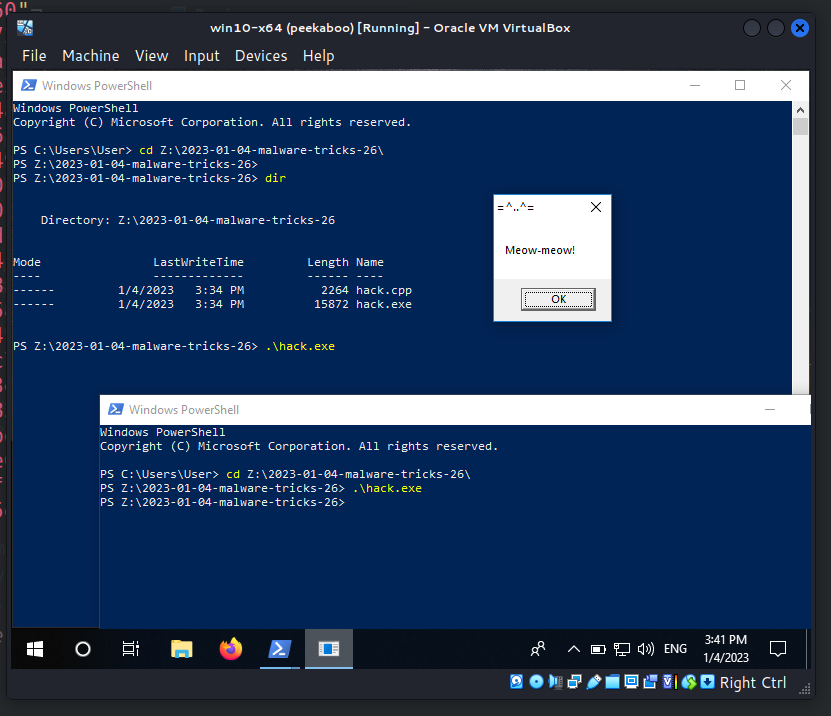 win10-x64 (peekaboo) [Running] - Oracle VM VirtualBox
File Machine View Input Devices Help
Windows PowerShell
Windows PowerShell
Copyright (C) Microsoft Corporation. All rights reserved.
PS C:\Users\User> cd Z:\2023-01-04-malware-tricks-26\
PS Z:\2023-01-04-malware-tricks-26>
PS Z:\2023-01-04-malware-tricks-26> dir
Directory: Z:\2023-01-04-malware-tricks-26
Mode LastWriteTime Length Name
---- ------------- ------ ----
------ 1/4/2023 3:34 PM 2264 hack.cpp
------ 1/4/2023 3:34 PM 15872 hack.exe
PS Z:\2023-01-04-malware-tricks-26> .\hack.exe
=^..^=
Meow-meow!
OK
Windows PowerShell
Windows PowerShell
Copyright (C) Microsoft Corporation. All rights reserved.
PS C:\Users\User> cd Z:\2023-01-04-malware-tricks-26\
PS Z:\2023-01-04-malware-tricks-26> .\hack.exe
PS Z:\2023-01-04-malware-tricks-26>
ENG
3:41 PM
1/4/2023
Right Ctrl